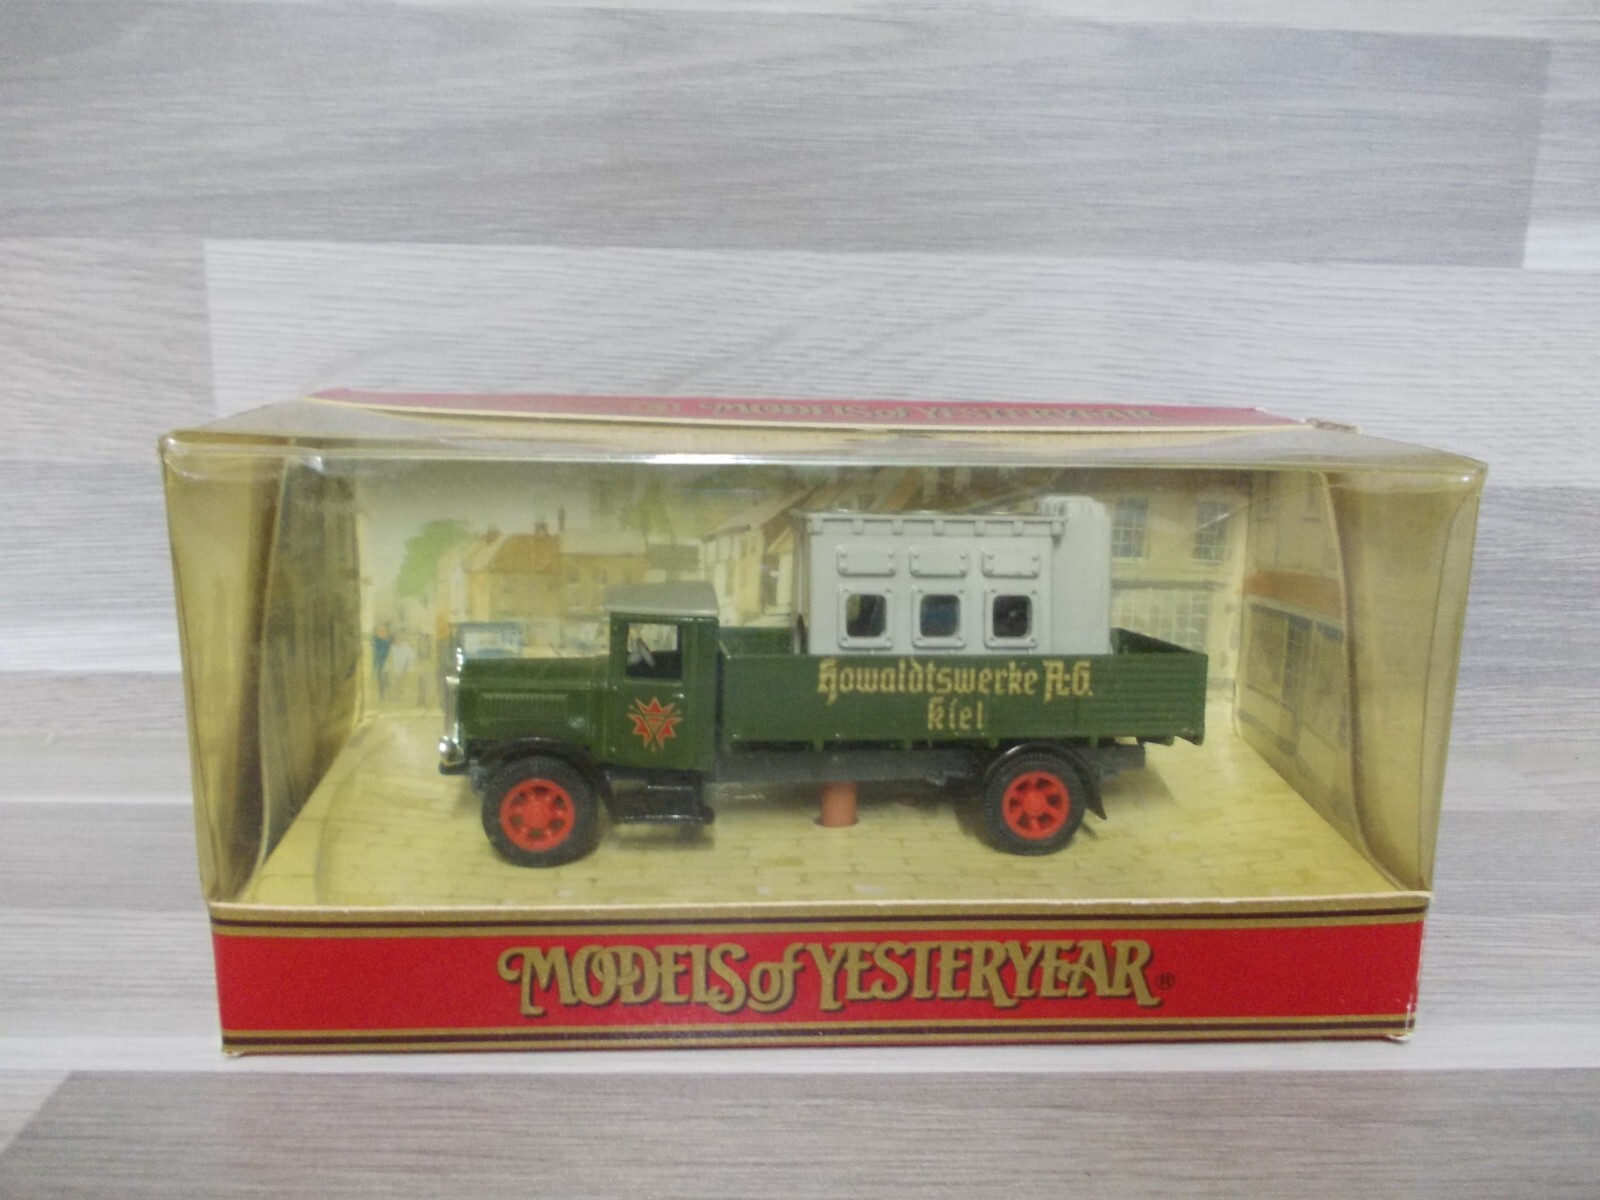 MODELS of YESTERYEAR
Howaldtswerke A-G.
Kiel
MODELS of YESTERYEAR ®